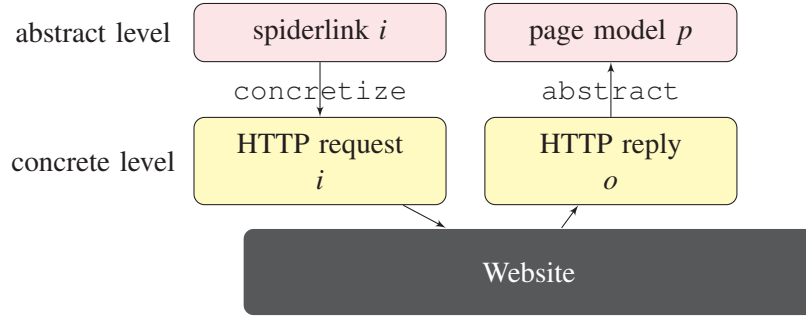 abstract level
spiderlink i
page model p
concretize
abstract
concrete level
HTTP request
i
HTTP reply
o
Website